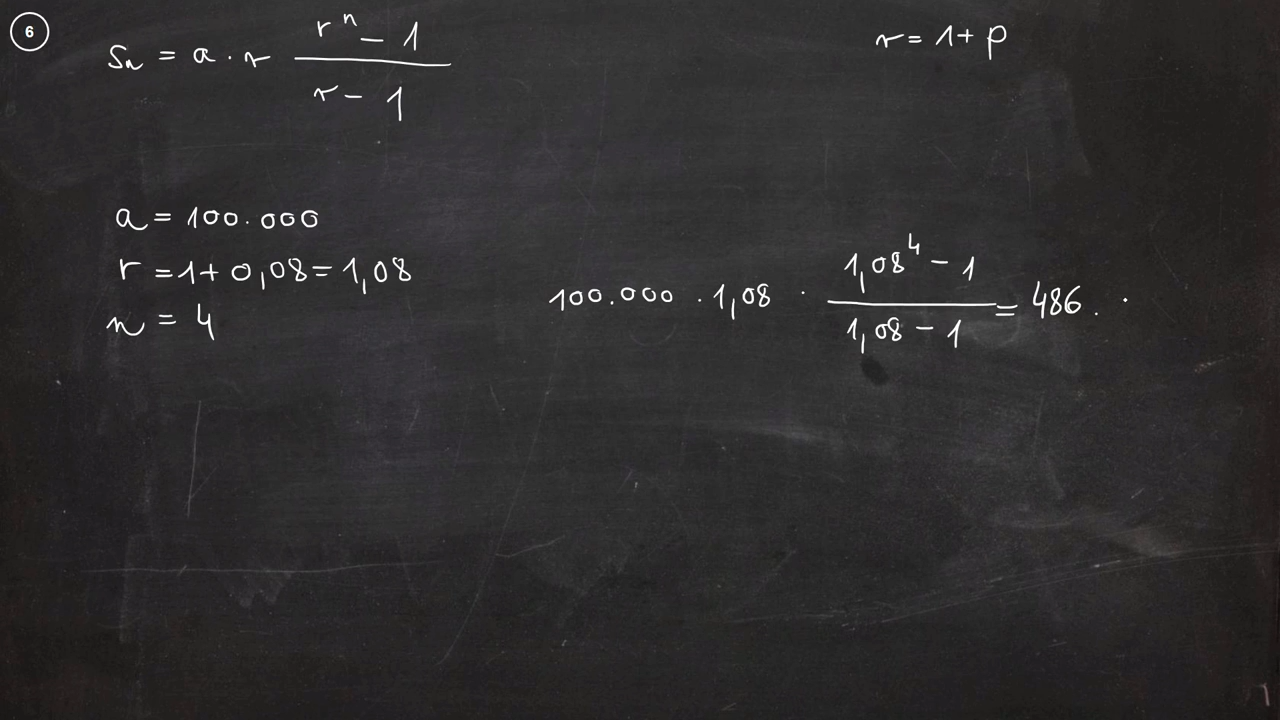 6
Sn = a · r (r^n - 1)/(r - 1)
r = 1 + p
a = 100.000
r = 1 + 0,08 = 1,08
n = 4
100.000 · 1,08 · (1,08^4 - 1)/(1,08 - 1) = 486.